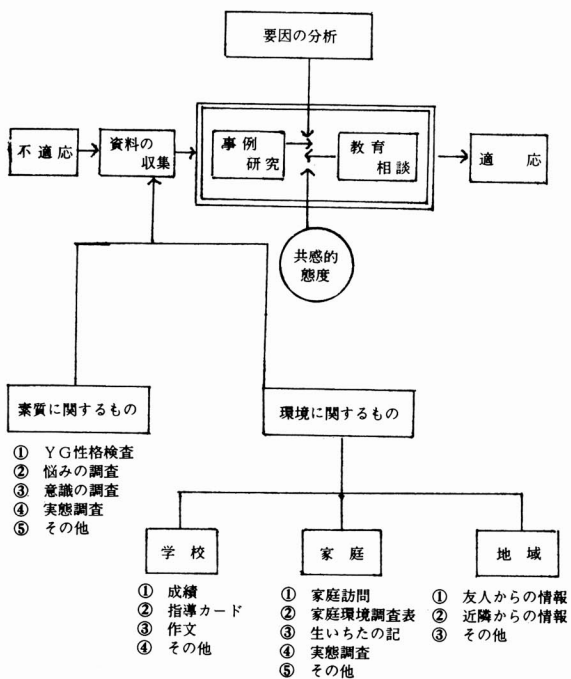 要因の分析
不適応
資料の
収集
事例
研究
教育
相談
適 応
共感的
態度
素質に関するもの
① ＹＧ性格検査
② 悩みの調査
③ 意識の調査
④ 実態調査
⑤ その他
環境に関するもの
学 校
① 成績
② 指導カード
③ 作文
④ その他
家 庭
① 家庭訪問
② 家庭環境調査表
③ 生いちたの記
④ 実態調査
⑤ その他
地 域
① 友人からの情報
② 近隣からの情報
③ その他